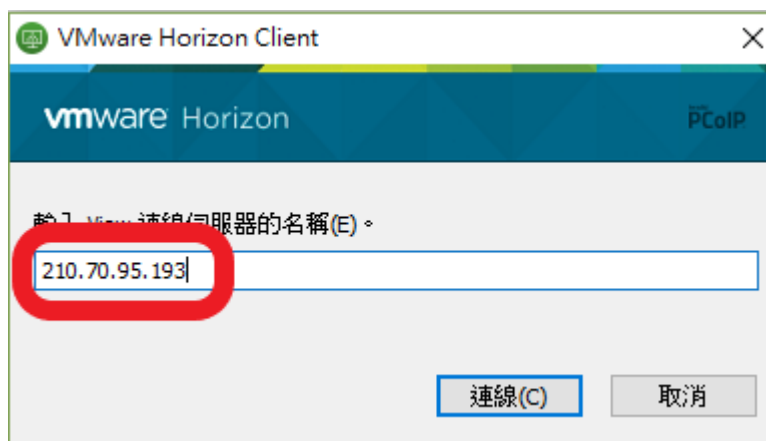 VMware Horizon Client
vmware Horizon
PCoIP
輸入 View 連線伺服器的名稱(E)。
210.70.95.193
連線(C)
取消